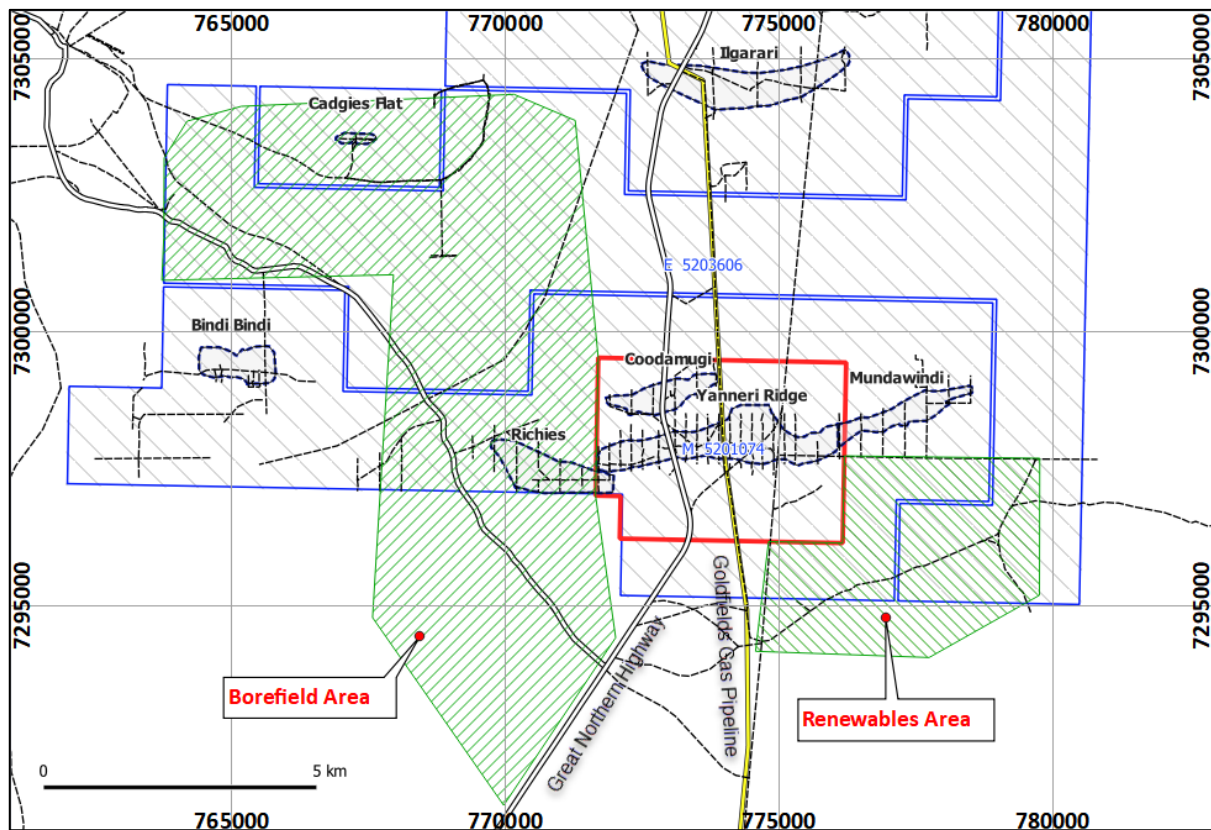 765000
770000
775000
780000
7305000
7305000
Ilgarari
Cadgies Flat
E 5203606
7300000
7300000
Bindi Bindi
Coodamugi
Mundawindi
Yanneri Ridge
Richies
M 5201074
7295000
7295000
Goldfields Gas Pipeline
Great Northern Highway
Borefield Area
Renewables Area
0 5 km
765000
770000
775000
780000